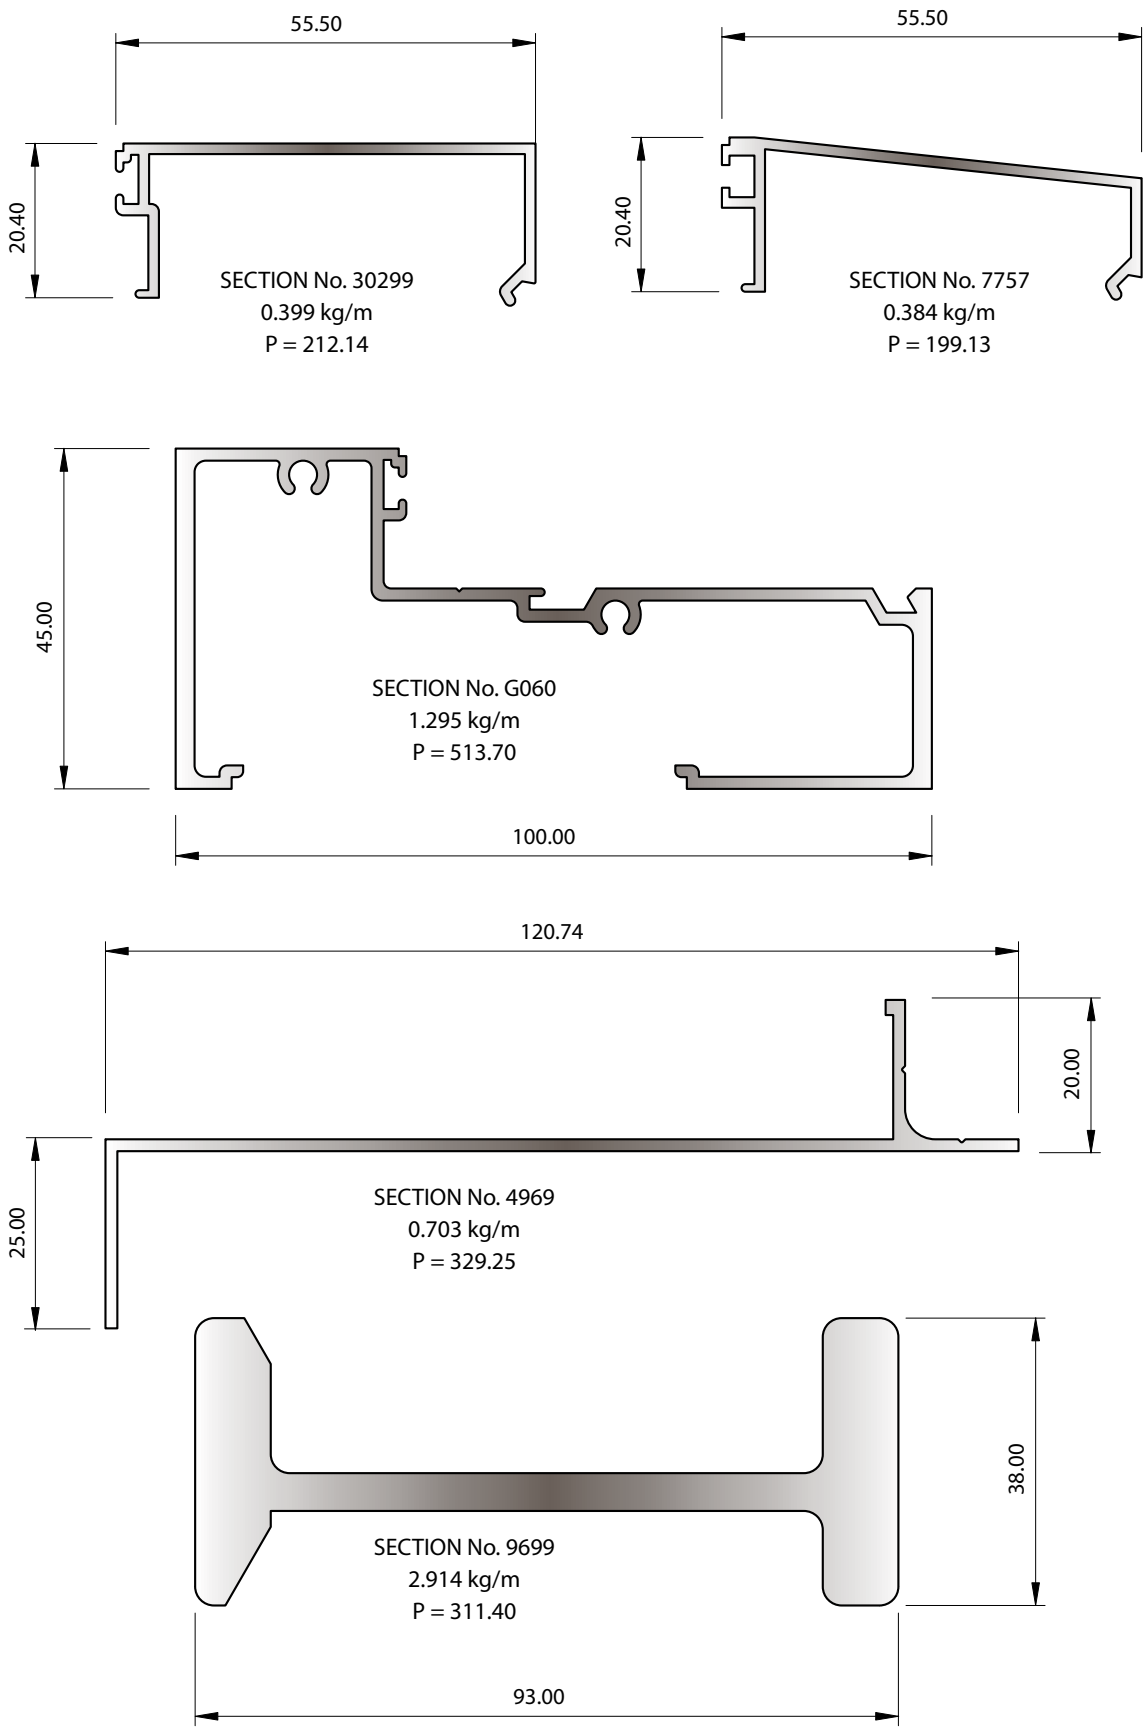 55.50
55.50
20.40
20.40
SECTION No. 30299
0.399 kg/m
P = 212.14
SECTION No. 7757
0.384 kg/m
P = 199.13
45.00
SECTION No. G060
1.295 kg/m
P = 513.70
100.00
120.74
20.00
25.00
SECTION No. 4969
0.703 kg/m
P = 329.25
38.00
SECTION No. 9699
2.914 kg/m
P = 311.40
93.00